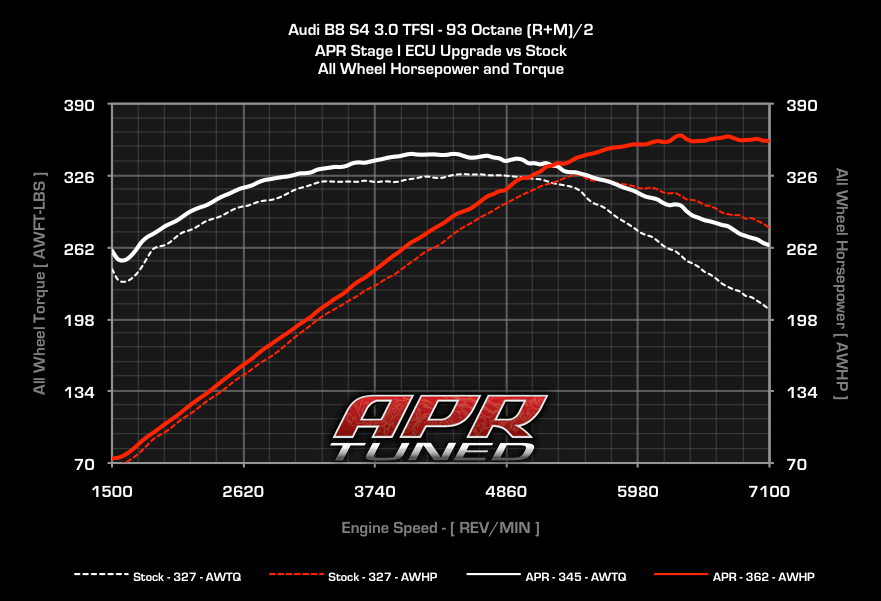 Audi B8 S4 3.0 TFSI - 93 Octane (R+M)/2
APR Stage I ECU Upgrade vs Stock
All Wheel Horsepower and Torque
390
326
262
198
134
70
All Wheel Torque [ AWFT-LBS ]
390
326
262
198
134
70
All Wheel Horsepower [ AWHP ]
APR
TUNED
1500 2620 3740 4860 5980 7100
Engine Speed - [ REV/MIN ]
Stock - 327 - AWTQ Stock - 327 - AWHP APR - 345 - AWTQ APR - 362 - AWHP